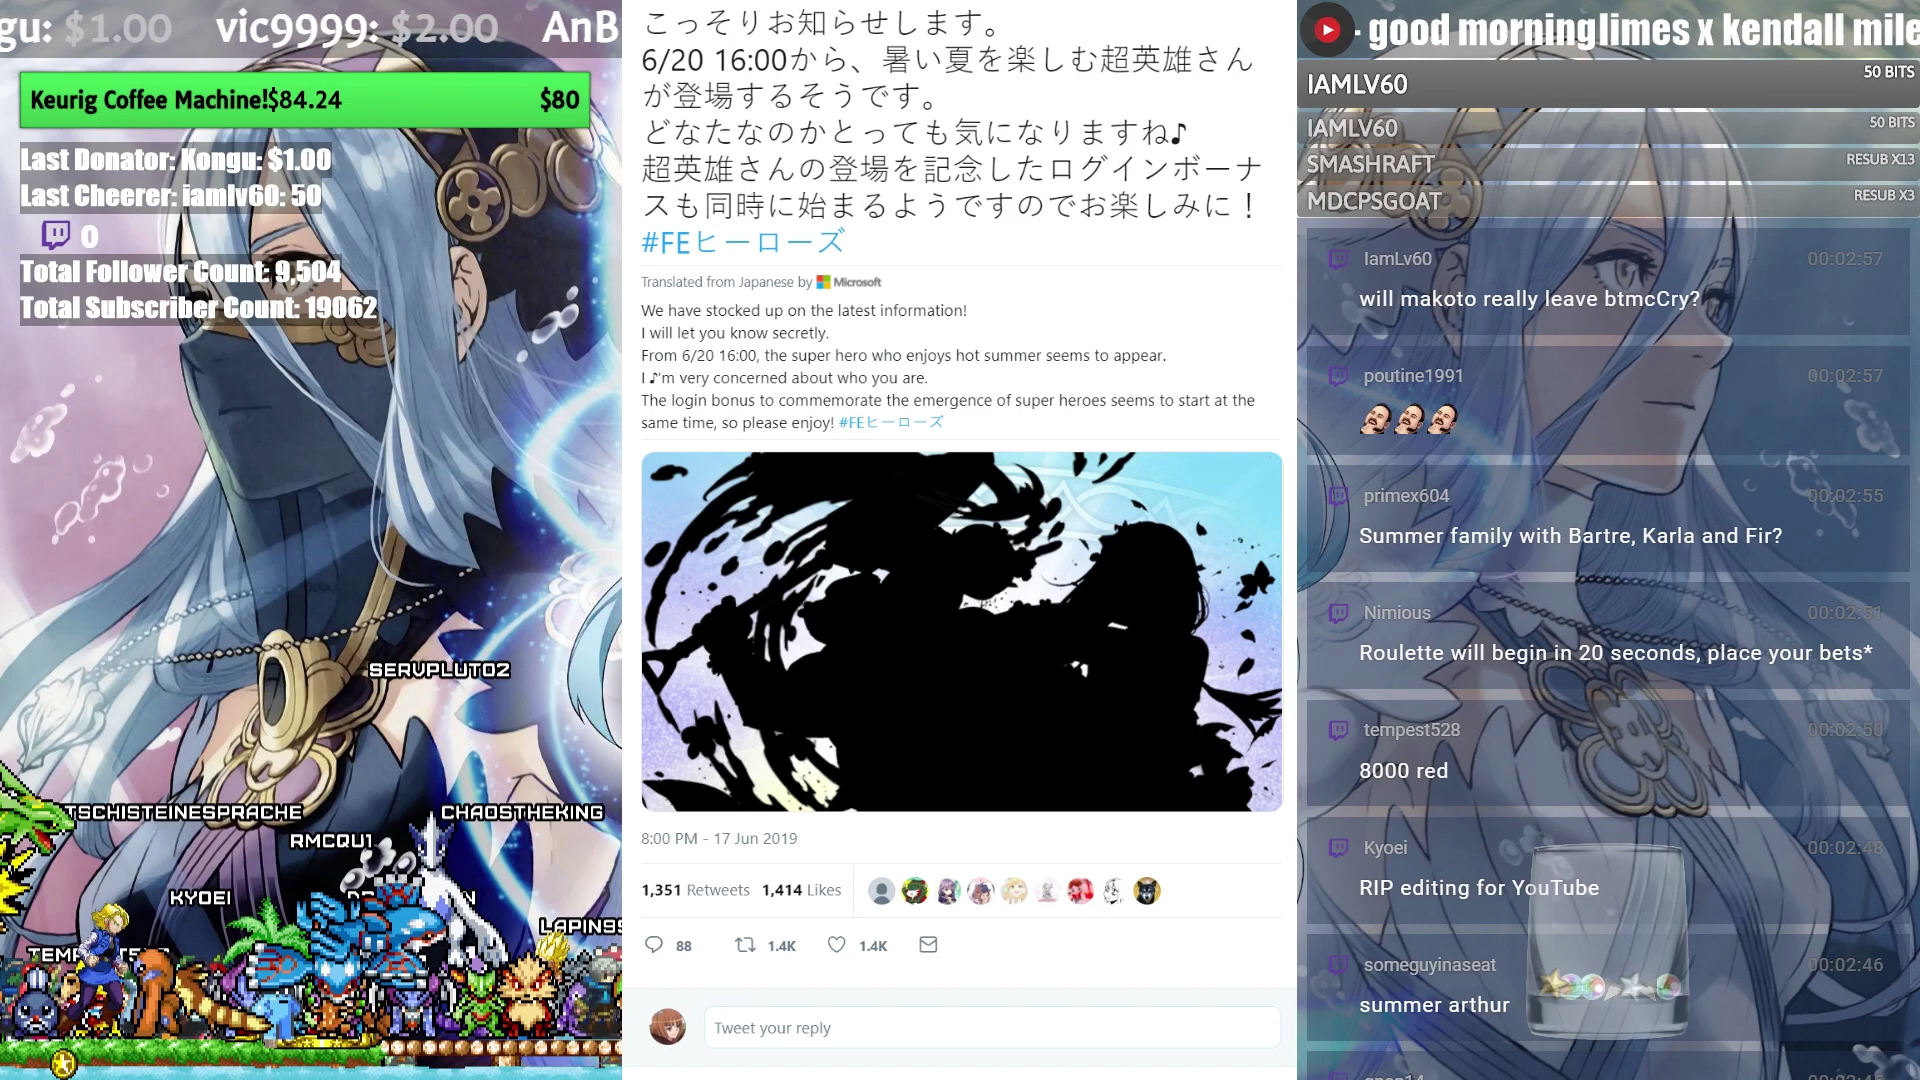 gu: $1.00 vic9999: $2.00 AnB
Keurig Coffee Machine!$84.24 $80
Last Donator: Kongu: $1.00
Last Cheerer: iamlv60: 50
0
Total Follower Count: 9,504
Total Subscriber Count: 19062
SERVPLUTO2
TSCHISTEINESPRACHE
CHAOSTHEKING
RMCQU1
KYOEI
LAPIN95
TEMP
こっそりお知らせします。
6/20 16:00から、暑い夏を楽しむ超英雄さん
が登場するそうです。
どなたなのかとっても気になりますね♪
超英雄さんの登場を記念したログインボーナ
スも同時に始まるようですのでお楽しみに！
#FEヒーローズ
Translated from Japanese by Microsoft
We have stocked up on the latest information!
I will let you know secretly.
From 6/20 16:00, the super hero who enjoys hot summer seems to appear.
I ♪'m very concerned about who you are.
The login bonus to commemorate the emergence of super heroes seems to start at the
same time, so please enjoy! #FEヒーローズ
8:00 PM - 17 Jun 2019
1,351 Retweets 1,414 Likes
88 1.4K 1.4K
Tweet your reply
- good morninglimes x kendall mile
IAMLV60 50 BITS
IAMLV60 50 BITS
SMASHRAFT RESUB X13
MDCPSGOAT RESUB X3
IamLv60 00:02:57
will makoto really leave btmcCry?
poutine1991 00:02:57
primex604 00:02:55
Summer family with Bartre, Karla and Fir?
Nimious 00:02:51
Roulette will begin in 20 seconds, place your bets*
tempest528 00:02:50
8000 red
Kyoei 00:02:48
RIP editing for YouTube
someguyinaseat 00:02:46
summer arthur